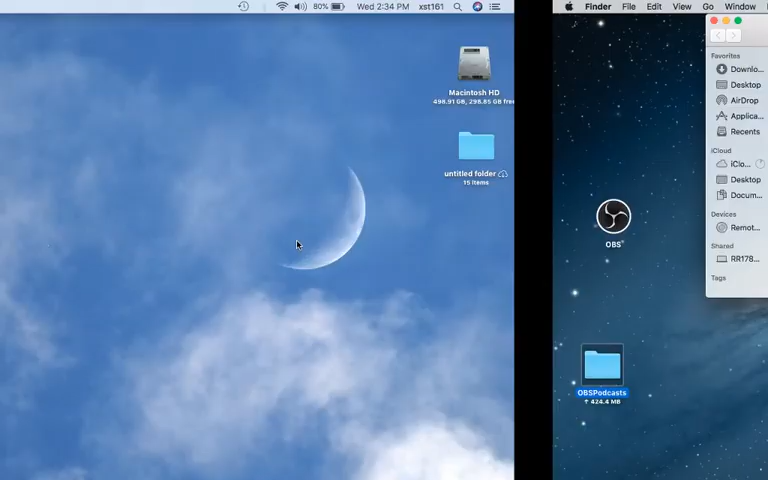 80%
Wed 2:34 PM
xst161
Macintosh HD
498.91 GB, 298.85 GB free
untitled folder
15 items
Finder
File
Edit
View
Go
Window
Favorites
Downlo...
Desktop
AirDrop
Applica...
Recents
iCloud
iClo...
Desktop
Docum...
Devices
Remot...
Shared
RR178...
Tags
OBS
OBSPodcasts
↑ 424.4 MB